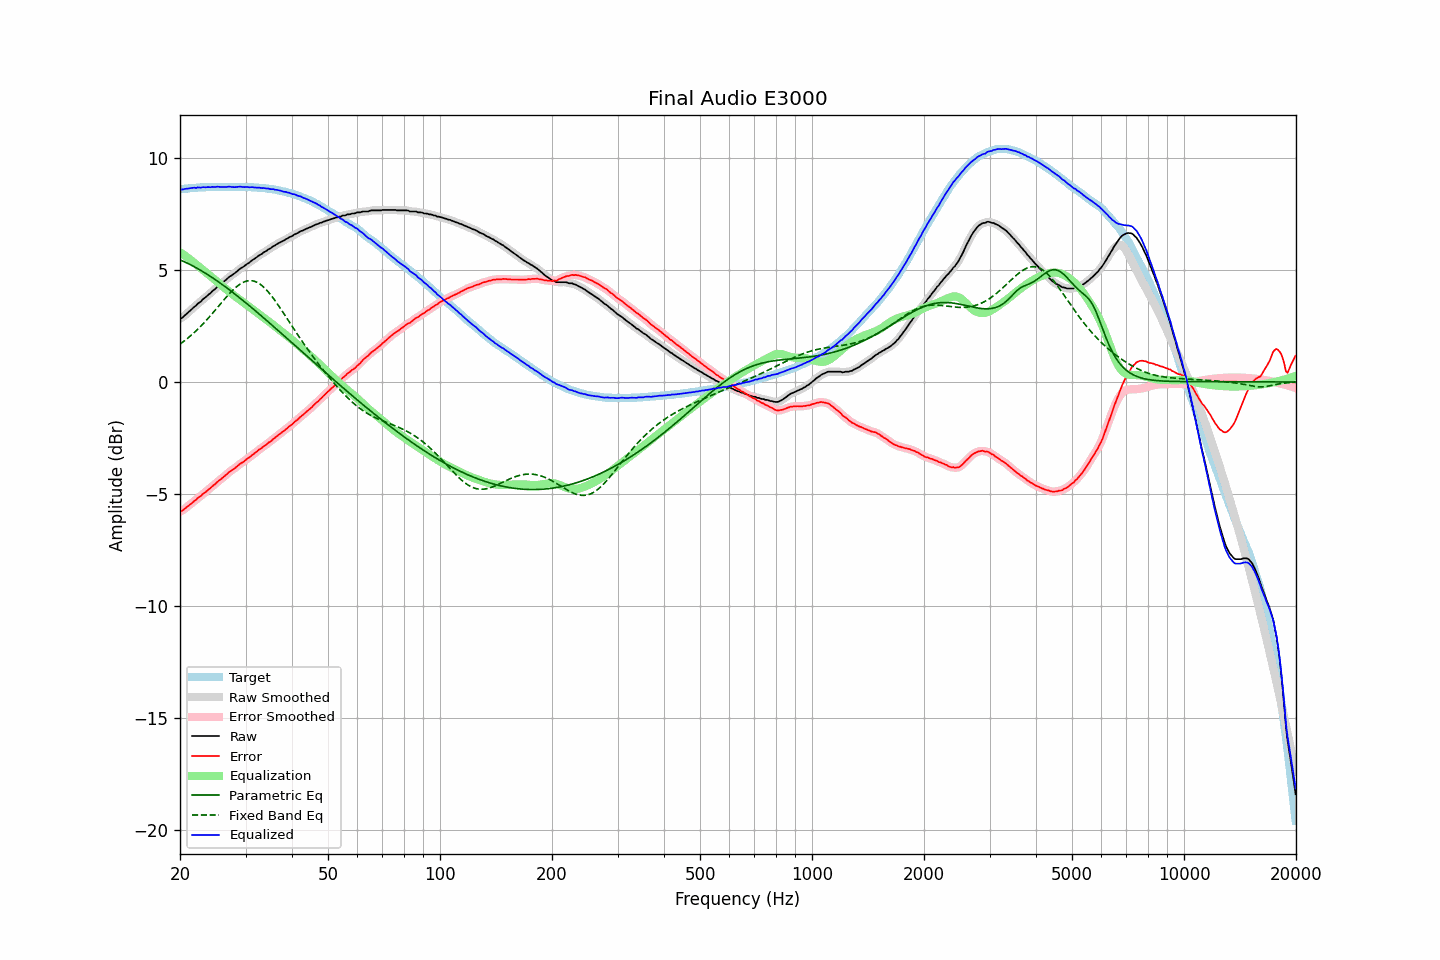 Final Audio E3000
Amplitude (dBr)
10
5
0
−5
−10
−15
−20
Target
Raw Smoothed
Error Smoothed
Raw
Error
Equalization
Parametric Eq
Fixed Band Eq
Equalized
20
50
100
200
500
1000
2000
5000
10000
20000
Frequency (Hz)